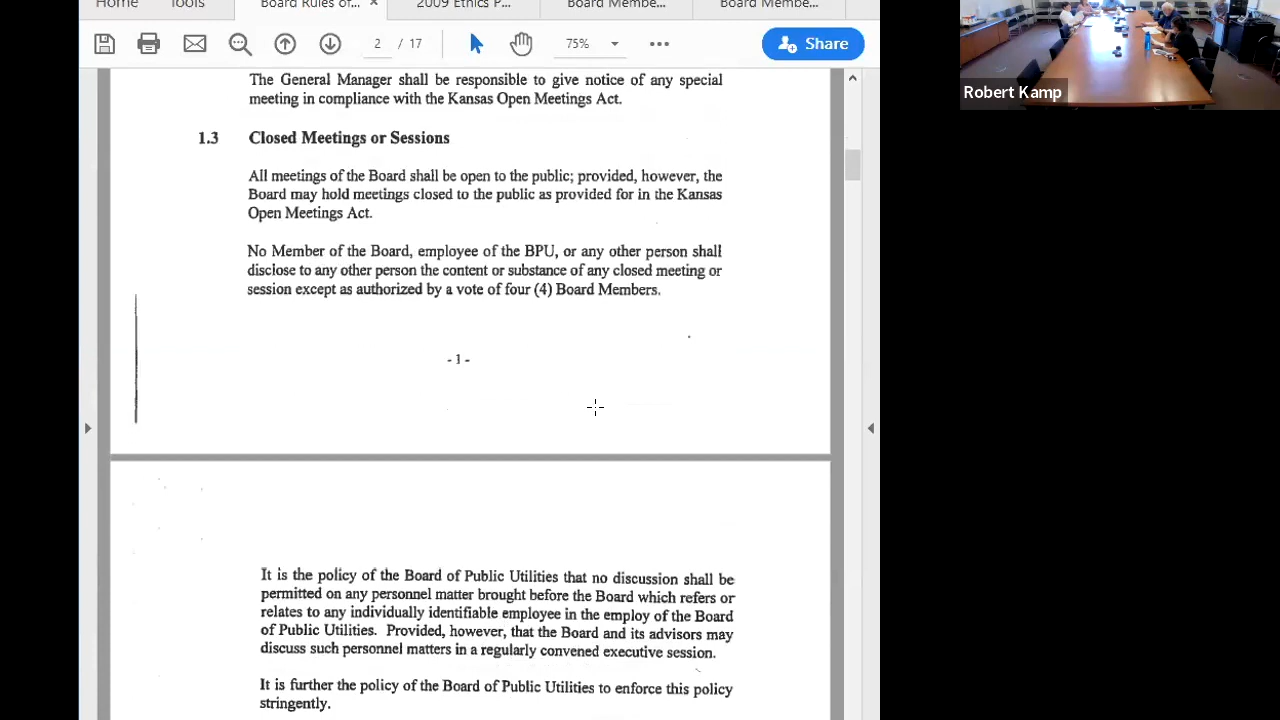 Home
Tools
Board Rules of...
×
2009 Ethics P...
Board Membe...
Board Membe...
2 / 17
75%
Share
Robert Kamp
The General Manager shall be responsible to give notice of any special
meeting in compliance with the Kansas Open Meetings Act.
1.3 Closed Meetings or Sessions
All meetings of the Board shall be open to the public; provided, however, the
Board may hold meetings closed to the public as provided for in the Kansas
Open Meetings Act.
No Member of the Board, employee of the BPU, or any other person shall
disclose to any other person the content or substance of any closed meeting or
session except as authorized by a vote of four (4) Board Members.
- 1 -
It is the policy of the Board of Public Utilities that no discussion shall be
permitted on any personnel matter brought before the Board which refers or
relates to any individually identifiable employee in the employ of the Board
of Public Utilities. Provided, however, that the Board and its advisors may
discuss such personnel matters in a regularly convened executive session.
It is further the policy of the Board of Public Utilities to enforce this policy
stringently.